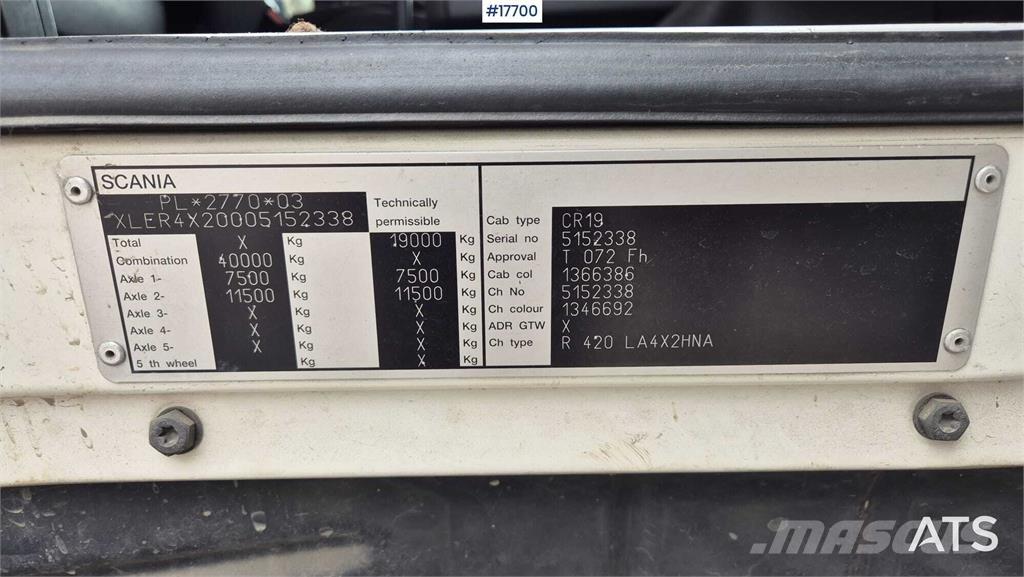 #17700
SCANIA
PL*2770*03
XLER4X20005152338
Technically
permissible
Total X Kg 19000 Kg
Combination 40000 Kg X Kg
Axle 1- 7500 Kg 7500 Kg
Axle 2- 11500 Kg 11500 Kg
Axle 3- X Kg X Kg
Axle 4- X Kg X Kg
Axle 5- X Kg X Kg
5 th wheel Kg X Kg
Cab type CR19
Serial no 5152338
Approval T 072 Fh
Cab col 1366386
Ch No 5152338
Ch colour 1346692
ADR GTW X
Ch type R 420 LA4X2HNA
MASCUS
ATS